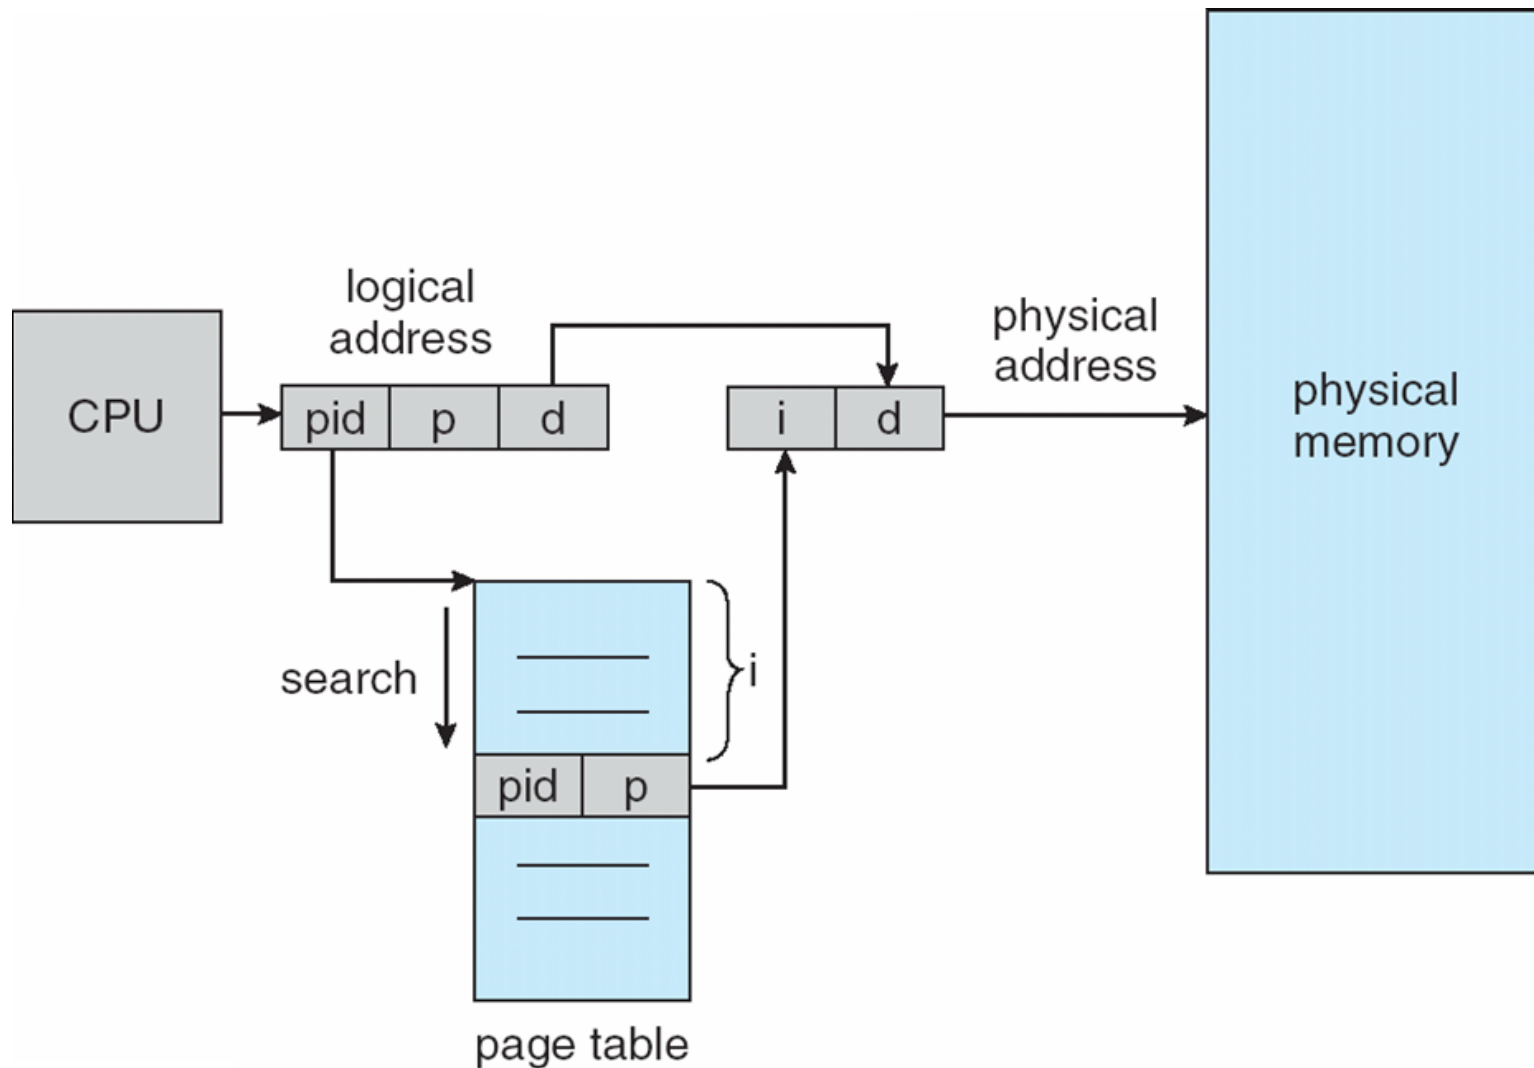 logical
address
physical
address
CPU
pid p d
i d
physical
memory
search
i
pid p
page table